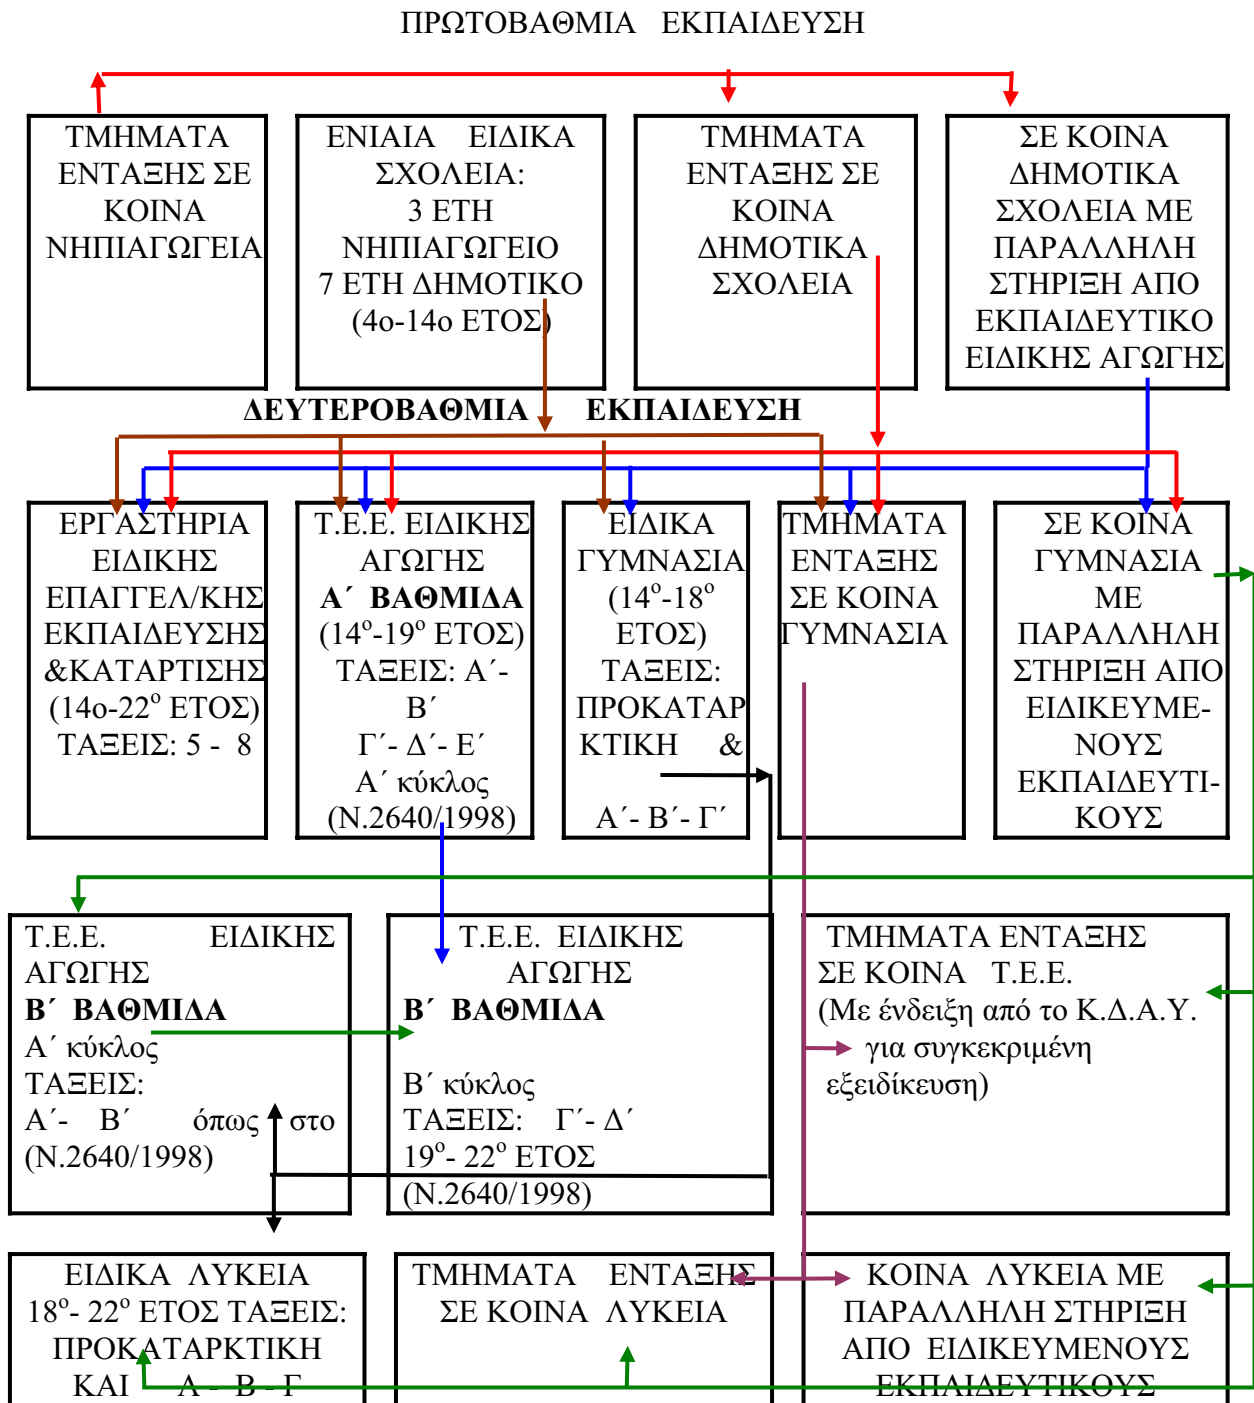 ΠΡΩΤΟΒΑΘΜΙΑ ΕΚΠΑΙΔΕΥΣΗ
ΤΜΗΜΑΤΑ
ΕΝΤΑΞΗΣ ΣΕ
ΚΟΙΝΑ
ΝΗΠΙΑΓΩΓΕΙΑ
ΕΝΙΑΙΑ ΕΙΔΙΚΑ
ΣΧΟΛΕΙΑ:
3 ΕΤΗ
ΝΗΠΙΑΓΩΓΕΙΟ
7 ΕΤΗ ΔΗΜΟΤΙΚΟ
(4ο-14ο ΕΤΟΣ)
ΤΜΗΜΑΤΑ
ΕΝΤΑΞΗΣ ΣΕ
ΚΟΙΝΑ
ΔΗΜΟΤΙΚΑ
ΣΧΟΛΕΙΑ
ΣΕ ΚΟΙΝΑ
ΔΗΜΟΤΙΚΑ
ΣΧΟΛΕΙΑ ΜΕ
ΠΑΡΑΛΛΗΛΗ
ΣΤΗΡΙΞΗ ΑΠΟ
ΕΚΠΑΙΔΕΥΤΙΚΟ
ΕΙΔΙΚΗΣ ΑΓΩΓΗΣ
ΔΕΥΤΕΡΟΒΑΘΜΙΑ ΕΚΠΑΙΔΕΥΣΗ
ΕΡΓΑΣΤΗΡΙΑ
ΕΙΔΙΚΗΣ
ΕΠΑΓΓΕΛ/ΚΗΣ
ΕΚΠΑΙΔΕΥΣΗΣ
&ΚΑΤΑΡΤΙΣΗΣ
(14ο-22ο ΕΤΟΣ)
ΤΑΞΕΙΣ: 5 - 8
Τ.Ε.Ε. ΕΙΔΙΚΗΣ
ΑΓΩΓΗΣ
Α΄ ΒΑΘΜΙΔΑ
(14ο-19ο ΕΤΟΣ)
ΤΑΞΕΙΣ: Α΄-
Β΄
Γ΄- Δ΄- Ε΄
Α΄ κύκλος
(Ν.2640/1998)
ΕΙΔΙΚΑ
ΓΥΜΝΑΣΙΑ
(14ο-18ο
ΕΤΟΣ)
ΤΑΞΕΙΣ:
ΠΡΟΚΑΤΑΡ
ΚΤΙΚΗ &
Α΄- Β΄- Γ΄
ΤΜΗΜΑΤΑ
ΕΝΤΑΞΗΣ
ΣΕ ΚΟΙΝΑ
ΓΥΜΝΑΣΙΑ
ΣΕ ΚΟΙΝΑ
ΓΥΜΝΑΣΙΑ
ΜΕ
ΠΑΡΑΛΛΗΛΗ
ΣΤΗΡΙΞΗ ΑΠΟ
ΕΙΔΙΚΕΥΜΕ-
ΝΟΥΣ
ΕΚΠΑΙΔΕΥΤΙ-
ΚΟΥΣ
Τ.Ε.Ε. ΕΙΔΙΚΗΣ
ΑΓΩΓΗΣ
Β΄ ΒΑΘΜΙΔΑ
Α΄ κύκλος
ΤΑΞΕΙΣ:
Α΄- Β΄ όπως στο
(Ν.2640/1998)
Τ.Ε.Ε. ΕΙΔΙΚΗΣ
ΑΓΩΓΗΣ
Β΄ ΒΑΘΜΙΔΑ
Β΄ κύκλος
ΤΑΞΕΙΣ: Γ΄- Δ΄
19ο- 22ο ΕΤΟΣ
(Ν.2640/1998)
ΤΜΗΜΑΤΑ ΕΝΤΑΞΗΣ
ΣΕ ΚΟΙΝΑ Τ.Ε.Ε.
(Με ένδειξη από το Κ.Δ.Α.Υ.
για συγκεκριμένη
εξειδίκευση)
ΕΙΔΙΚΑ ΛΥΚΕΙΑ
18ο- 22ο ΕΤΟΣ ΤΑΞΕΙΣ:
ΠΡΟΚΑΤΑΡΚΤΙΚΗ
ΚΑΙ Α - Β - Γ
ΤΜΗΜΑΤΑ ΕΝΤΑΞΗΣ
ΣΕ ΚΟΙΝΑ ΛΥΚΕΙΑ
ΚΟΙΝΑ ΛΥΚΕΙΑ ΜΕ
ΠΑΡΑΛΛΗΛΗ ΣΤΗΡΙΞΗ
ΑΠΟ ΕΙΔΙΚΕΥΜΕΝΟΥΣ
ΕΚΠΑΙΔΕΥΤΙΚΟΥΣ